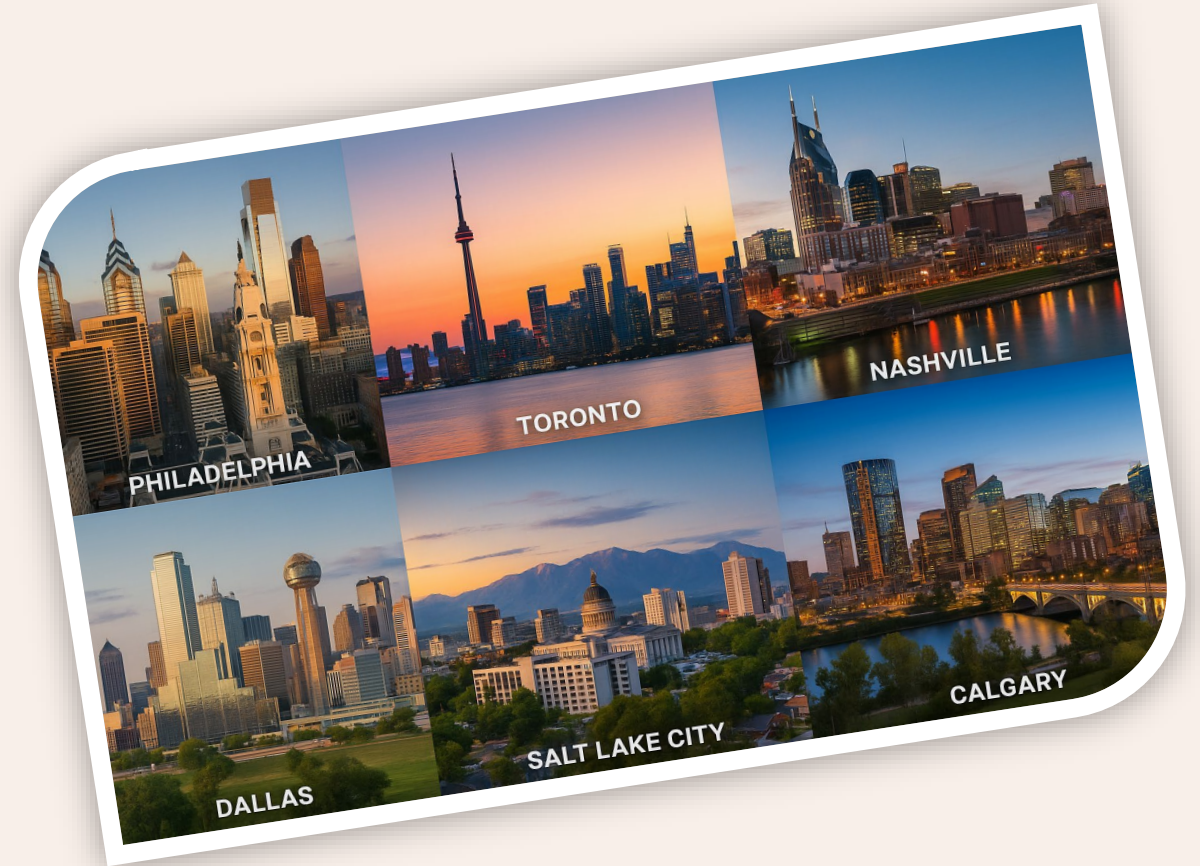 PHILADELPHIA
TORONTO
NASHVILLE
DALLAS
SALT LAKE CITY
CALGARY